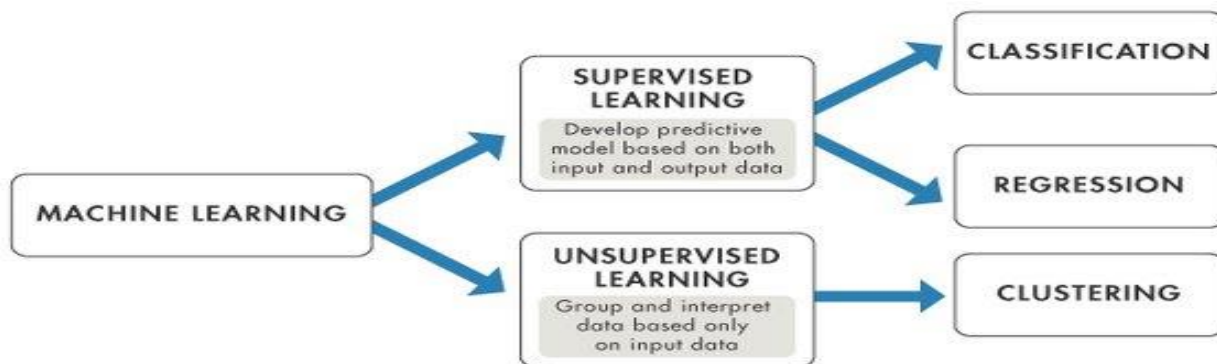 MACHINE LEARNING
SUPERVISED
LEARNING
Develop predictive
model based on both
input and output data
CLASSIFICATION
REGRESSION
UNSUPERVISED
LEARNING
Group and interpret
data based only
on input data
CLUSTERING